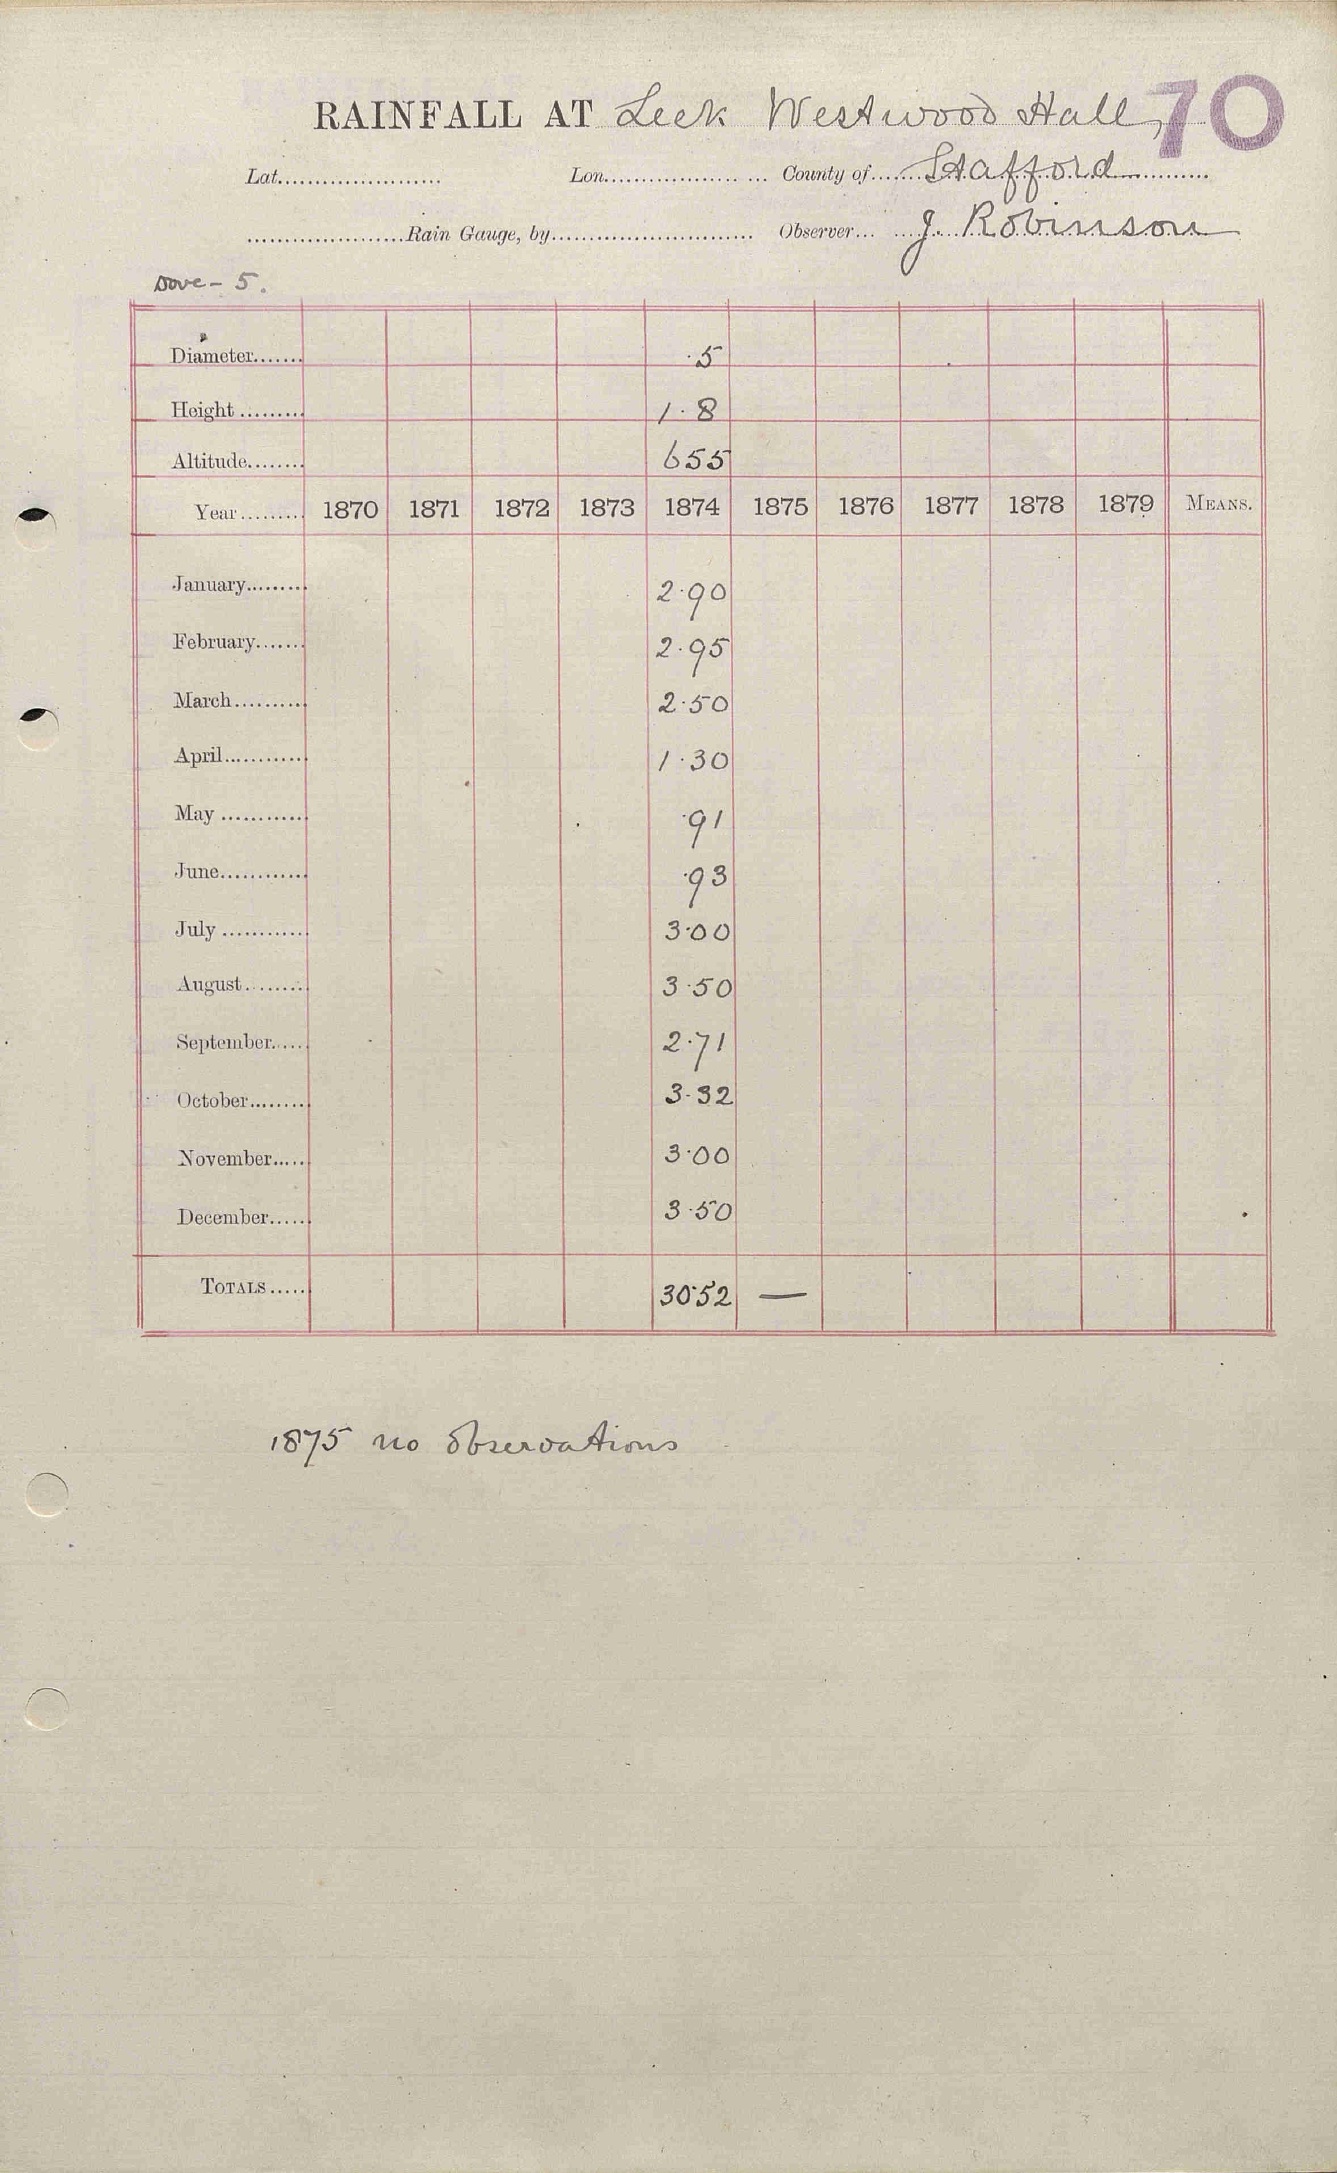 RAINFALL AT Leek Westwood Hall, 70
Lat...................... Lon.................. ... County of.......Stafford...........
.....................Rain Gauge, by........................... Observer... ....J. Robinson
Dove - 5.
Diameter....... ·5
Height ......... 1·8
Altitude........ 655
Year......... 1870 1871 1872 1873 1874 1875 1876 1877 1878 1879 MEANS.
January......... 2·90
February....... 2·95
March.......... 2·50
April............ 1·30
May ............ ·91
June............ ·93
July ............ 3·00
August......... 3·50
September...... 2·71
October........ 3·32
November..... 3·00
December..... 3·50
TOTALS..... 30·52 —
1875 no observations